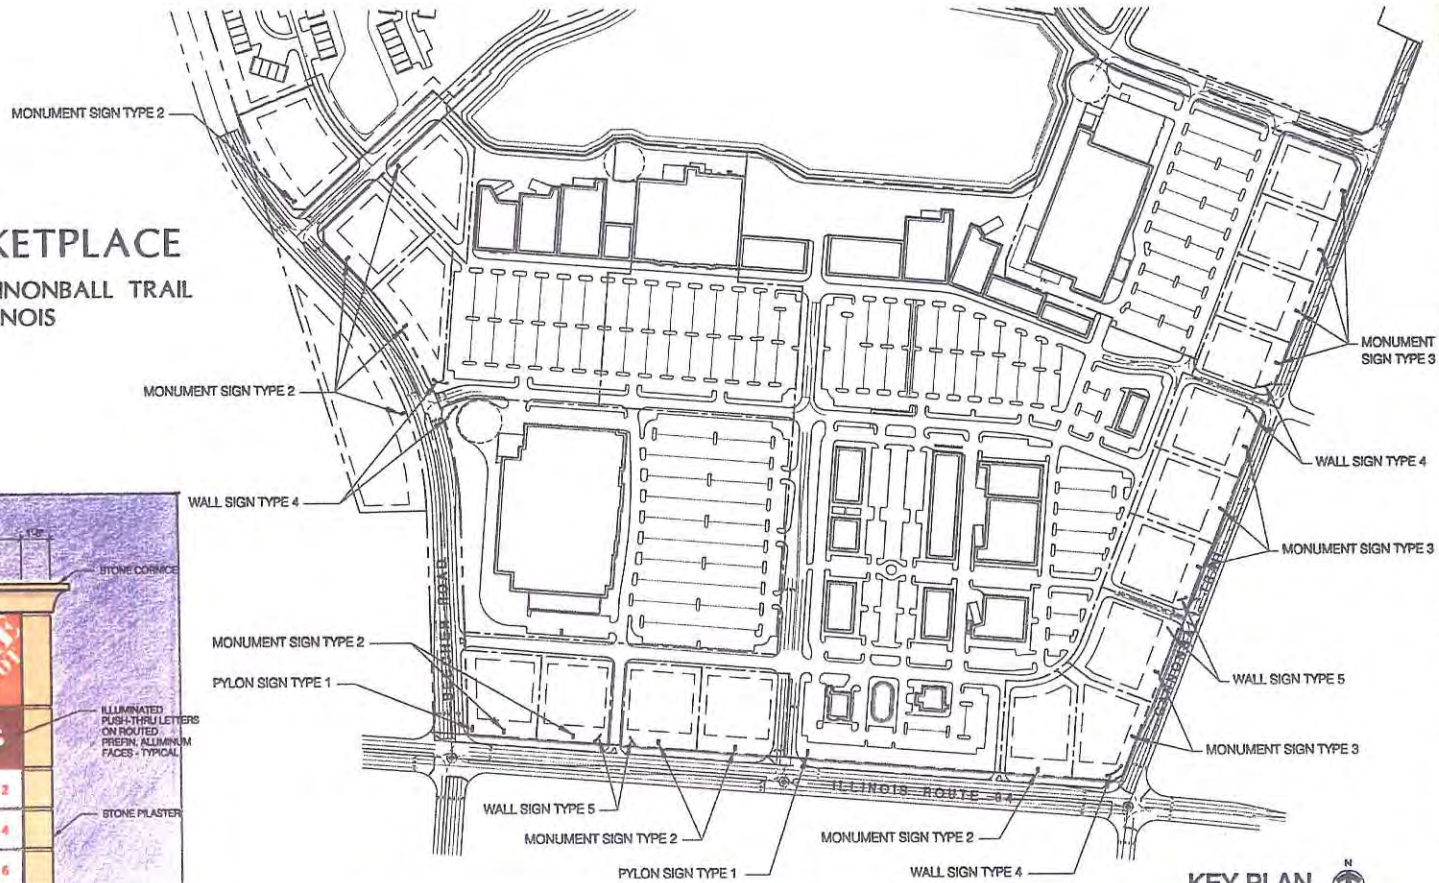 MONUMENT SIGN TYPE 2
KETPLACE
NNONBALL TRAIL
NOIS
MONUMENT SIGN TYPE 2
WALL SIGN TYPE 4
MONUMENT
SIGN TYPE 3
WALL SIGN TYPE 4
MONUMENT SIGN TYPE 3
STONE CORNICE
ILLUMINATED
PUSH-THRU LETTERS
ON ROUTED
PREFIN. ALUMINUM
FACES - TYPICAL
2
4
6
STONE PILASTER
MONUMENT SIGN TYPE 2
PYLON SIGN TYPE 1
ROAD
WALL SIGN TYPE 5
MONUMENT SIGN TYPE 3
ILLINOIS ROUTE 34
WALL SIGN TYPE 5
MONUMENT SIGN TYPE 2
MONUMENT SIGN TYPE 2
PYLON SIGN TYPE 1
WALL SIGN TYPE 4
N
KEY PLAN